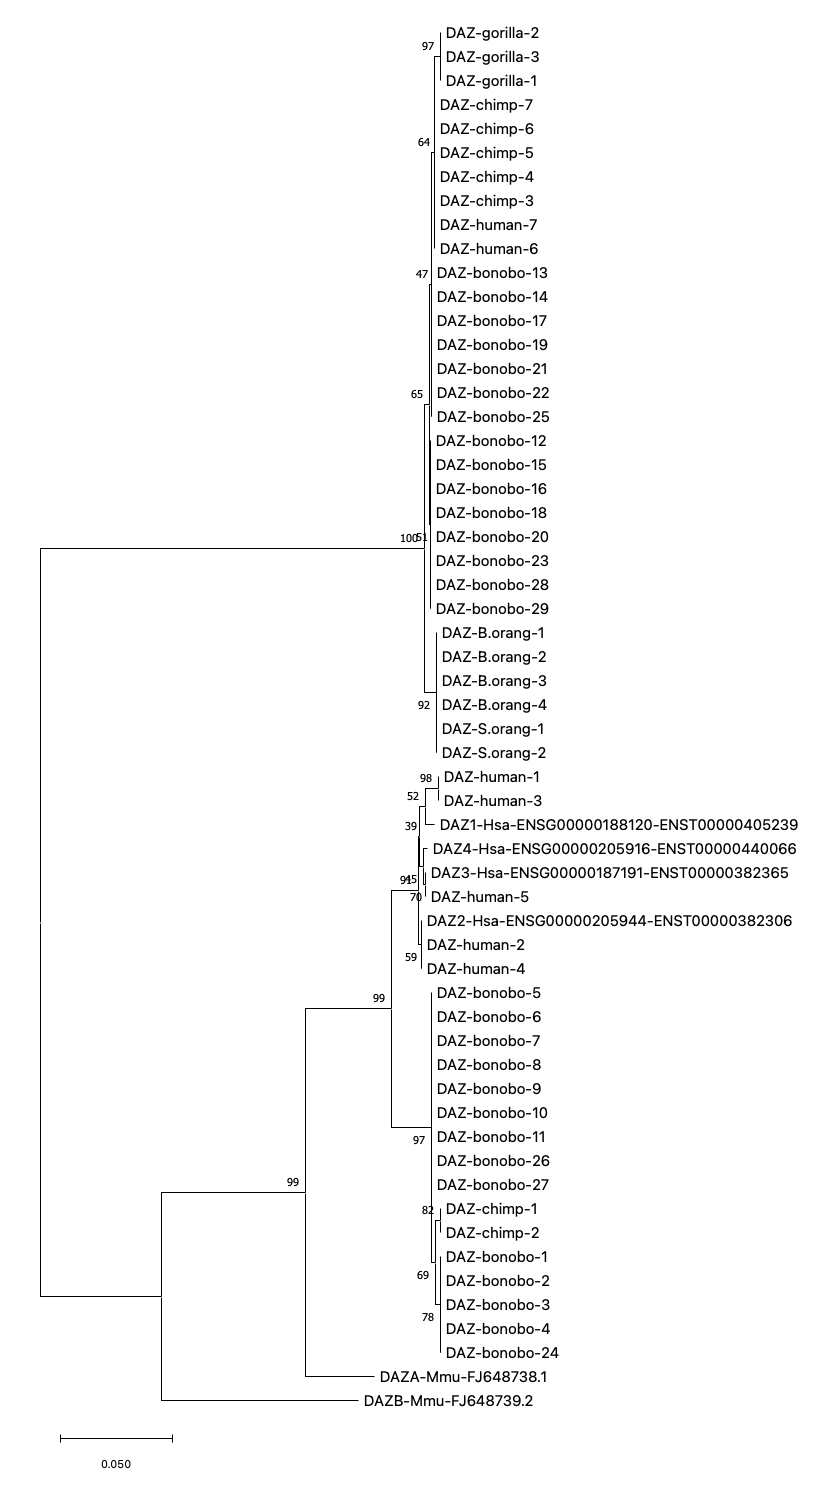 DAZ-gorilla-2
97
DAZ-gorilla-3
DAZ-gorilla-1
DAZ-chimp-7
DAZ-chimp-6
64
DAZ-chimp-5
DAZ-chimp-4
DAZ-chimp-3
DAZ-human-7
DAZ-human-6
47
DAZ-bonobo-13
DAZ-bonobo-14
DAZ-bonobo-17
DAZ-bonobo-19
DAZ-bonobo-21
65
DAZ-bonobo-22
DAZ-bonobo-25
DAZ-bonobo-12
DAZ-bonobo-15
DAZ-bonobo-16
DAZ-bonobo-18
100
51
DAZ-bonobo-20
DAZ-bonobo-23
DAZ-bonobo-28
DAZ-bonobo-29
DAZ-B.orang-1
DAZ-B.orang-2
DAZ-B.orang-3
92
DAZ-B.orang-4
DAZ-S.orang-1
DAZ-S.orang-2
98
DAZ-human-1
52
DAZ-human-3
39
DAZ1-Hsa-ENSG00000188120-ENST00000405239
DAZ4-Hsa-ENSG00000205916-ENST00000440066
45
DAZ3-Hsa-ENSG00000187191-ENST00000382365
70
DAZ-human-5
DAZ2-Hsa-ENSG00000205944-ENST00000382306
DAZ-human-2
59
DAZ-human-4
99
DAZ-bonobo-5
DAZ-bonobo-6
DAZ-bonobo-7
DAZ-bonobo-8
DAZ-bonobo-9
DAZ-bonobo-10
97
DAZ-bonobo-11
DAZ-bonobo-26
99
DAZ-bonobo-27
82
DAZ-chimp-1
DAZ-chimp-2
DAZ-bonobo-1
69
DAZ-bonobo-2
DAZ-bonobo-3
78
DAZ-bonobo-4
DAZ-bonobo-24
DAZA-Mmu-FJ648738.1
DAZB-Mmu-FJ648739.2
0.050